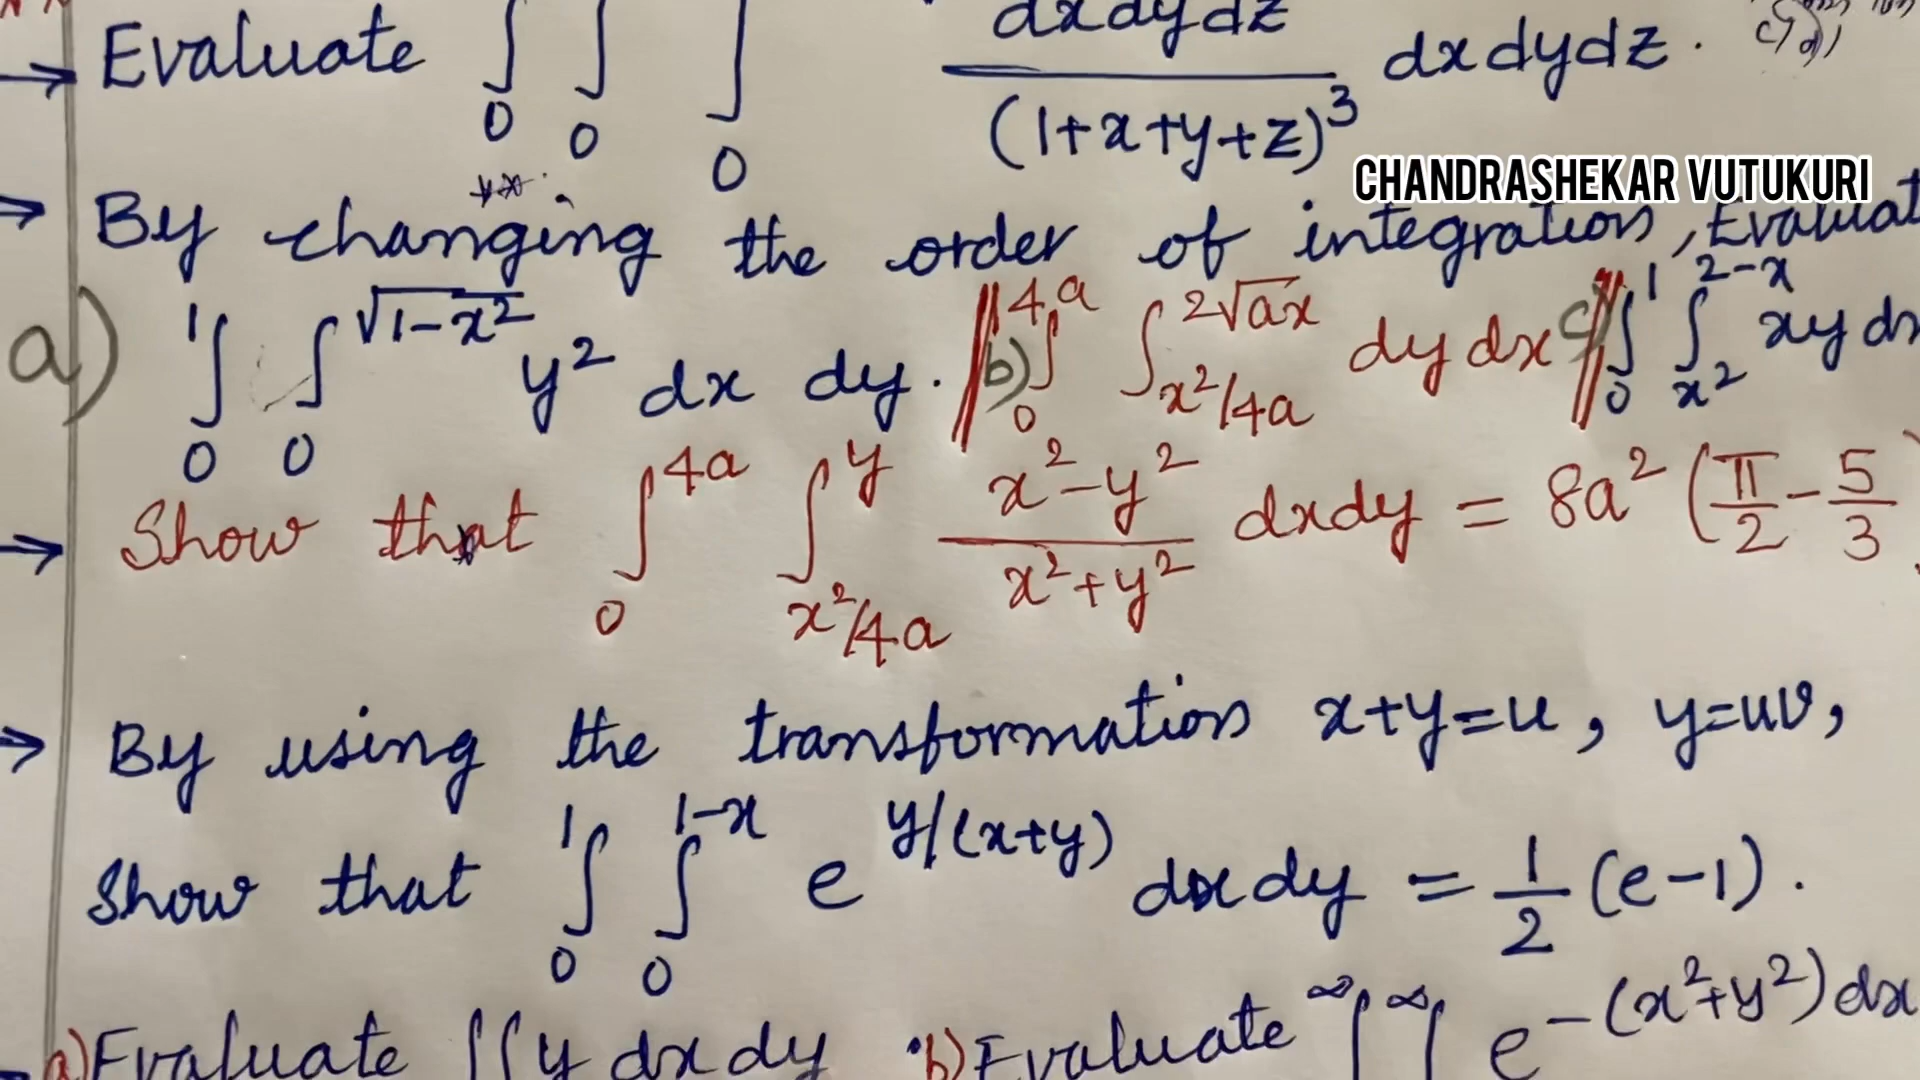 → Evaluate ∫₀ ∫₀ ∫₀ dxdydz/(1+x+y+z)³ dxdydz.
CHANDRASHEKAR VUTUKURI
→ By changing the order of integration, Evaluat
a) ∫₀¹ ∫₀^√(1-x²) y² dx dy. b) ∫₀^4a ∫_{x²/4a}^{2√ax} dy dx c) ∫₀¹ ∫_{x²}^{2-x} xy dx
→ Show that ∫₀^4a ∫_{x²/4a}^y (x²-y²)/(x²+y²) dxdy = 8a² (π/2 - 5/3)
→ By using the transformation x+y=u, y=uv,
Show that ∫₀¹ ∫₀^{1-x} e^{y/(x+y)} dxdy = 1/2 (e-1).
a) Evaluate ∫∫ y dxdy b) Evaluate ∫^∞ ∫^∞ e^{-(x²+y²)} dx